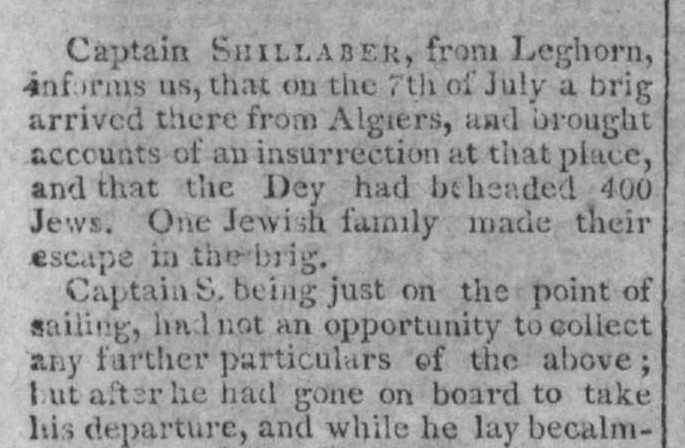 Captain SHILLABER, from Leghorn,
informs us, that on the 7th of July a brig
arrived there from Algiers, and brought
accounts of an insurrection at that place,
and that the Dey had beheaded 400
Jews. One Jewish family made their
escape in the brig.
Captain S. being just on the point of
sailing, had not an opportunity to collect
any further particulars of the above;
but after he had gone on board to take
his departure, and while he lay becalm-